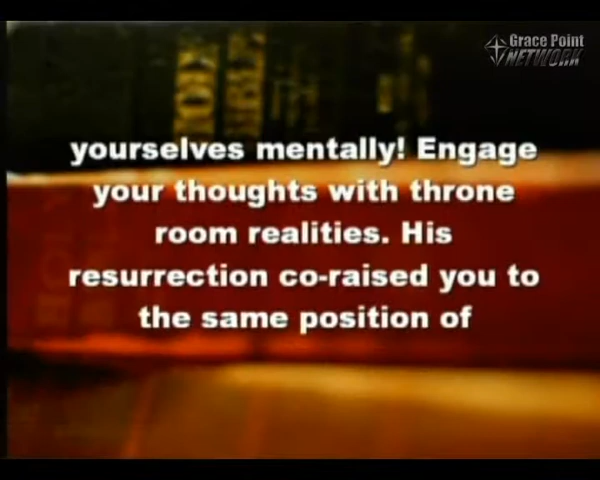 Grace Point
NETWORK
yourselves mentally! Engage
your thoughts with throne
room realities. His
resurrection co-raised you to
the same position of